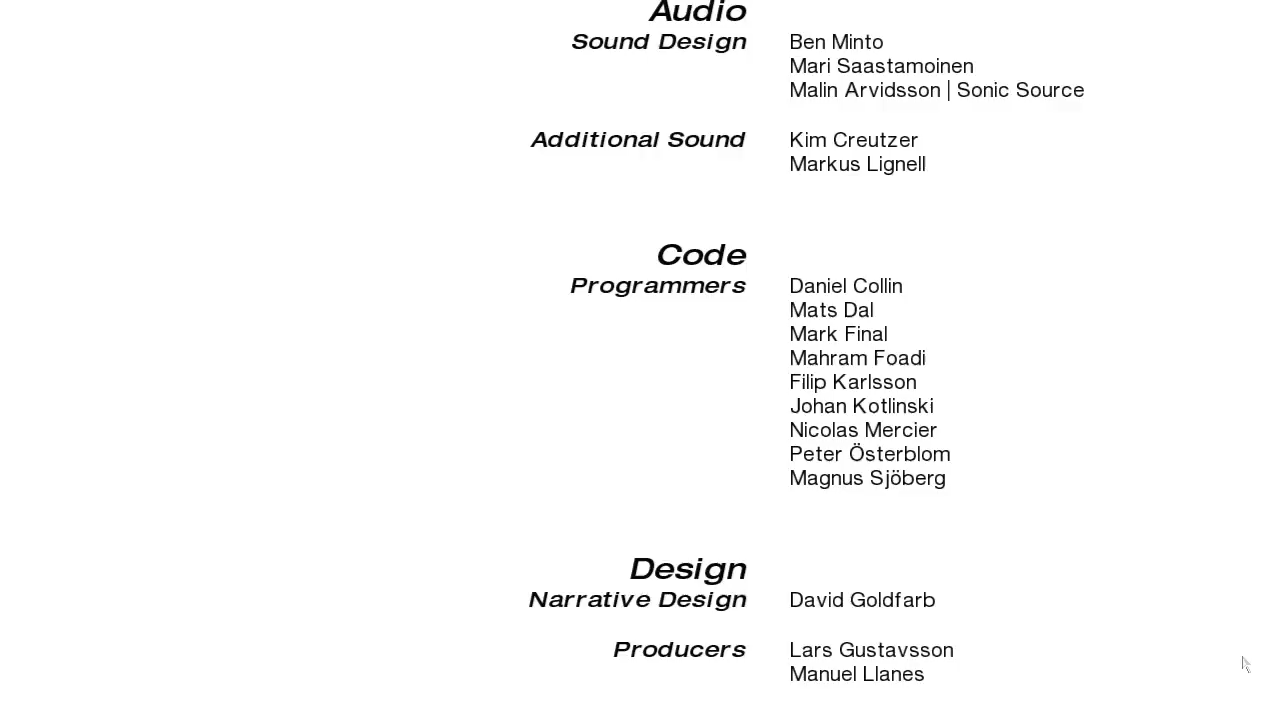 Audio
Sound Design Ben Minto
Mari Saastamoinen
Malin Arvidsson | Sonic Source
Additional Sound Kim Creutzer
Markus Lignell
Code
Programmers Daniel Collin
Mats Dal
Mark Final
Mahram Foadi
Filip Karlsson
Johan Kotlinski
Nicolas Mercier
Peter Österblom
Magnus Sjöberg
Design
Narrative Design David Goldfarb
Producers Lars Gustavsson
Manuel Llanes